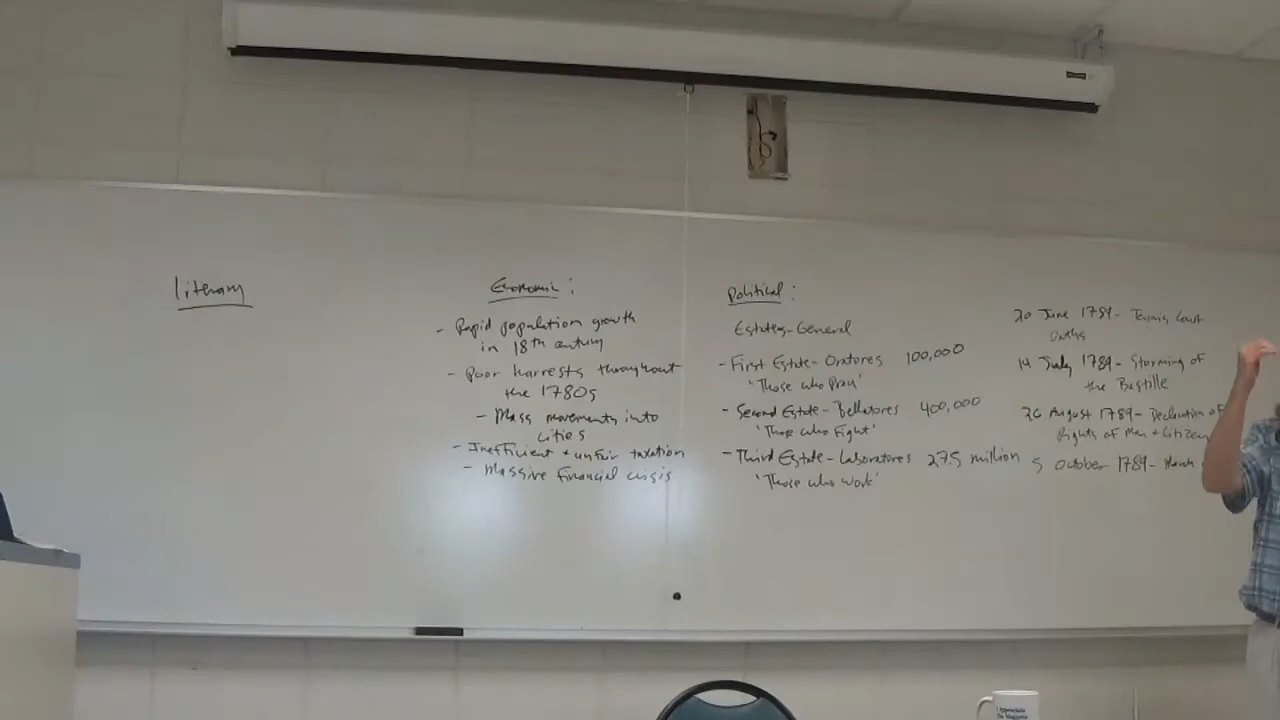 Literary
Economic:
- Rapid population growth
in 18th century
- Poor harvests throughout
the 1780s
- Mass movements into
cities
- Inefficient + unfair taxation
- Massive financial crisis
Political:
Estates-General
- First Estate - Oratores 100,000
'Those who Pray'
- Second Estate - Bellatores 400,000
'Those who Fight'
- Third Estate - Laboratores 27.5 million
'Those who work'
20 June 1789 - Tennis Court
Oaths
14 July 1789 - Storming of
the Bastille
26 August 1789 - Declaration of
Rights of Man + Citizen
5 October 1789 - March
I Appreciate